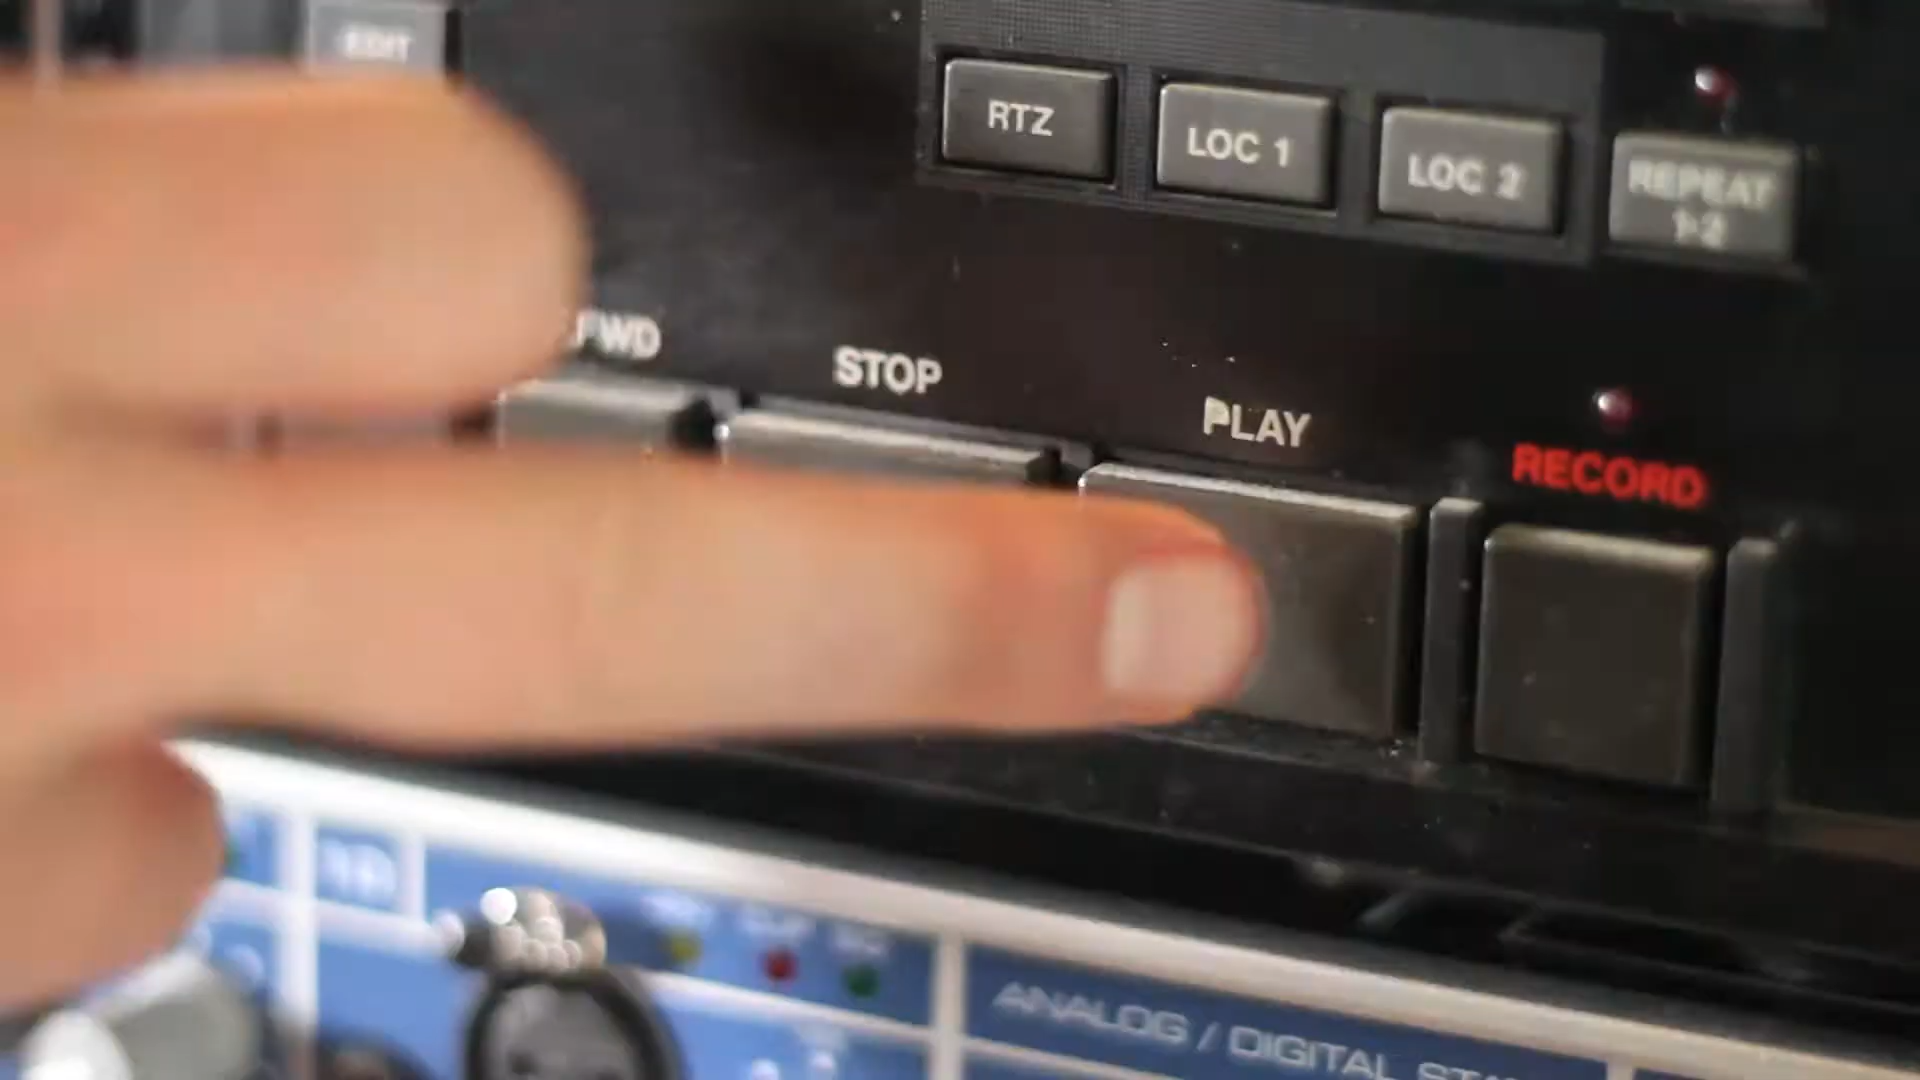 EDIT
RTZ
LOC 1
LOC 2
REPEAT
1-2
FWD
STOP
PLAY
RECORD
ANALOG / DIGITAL